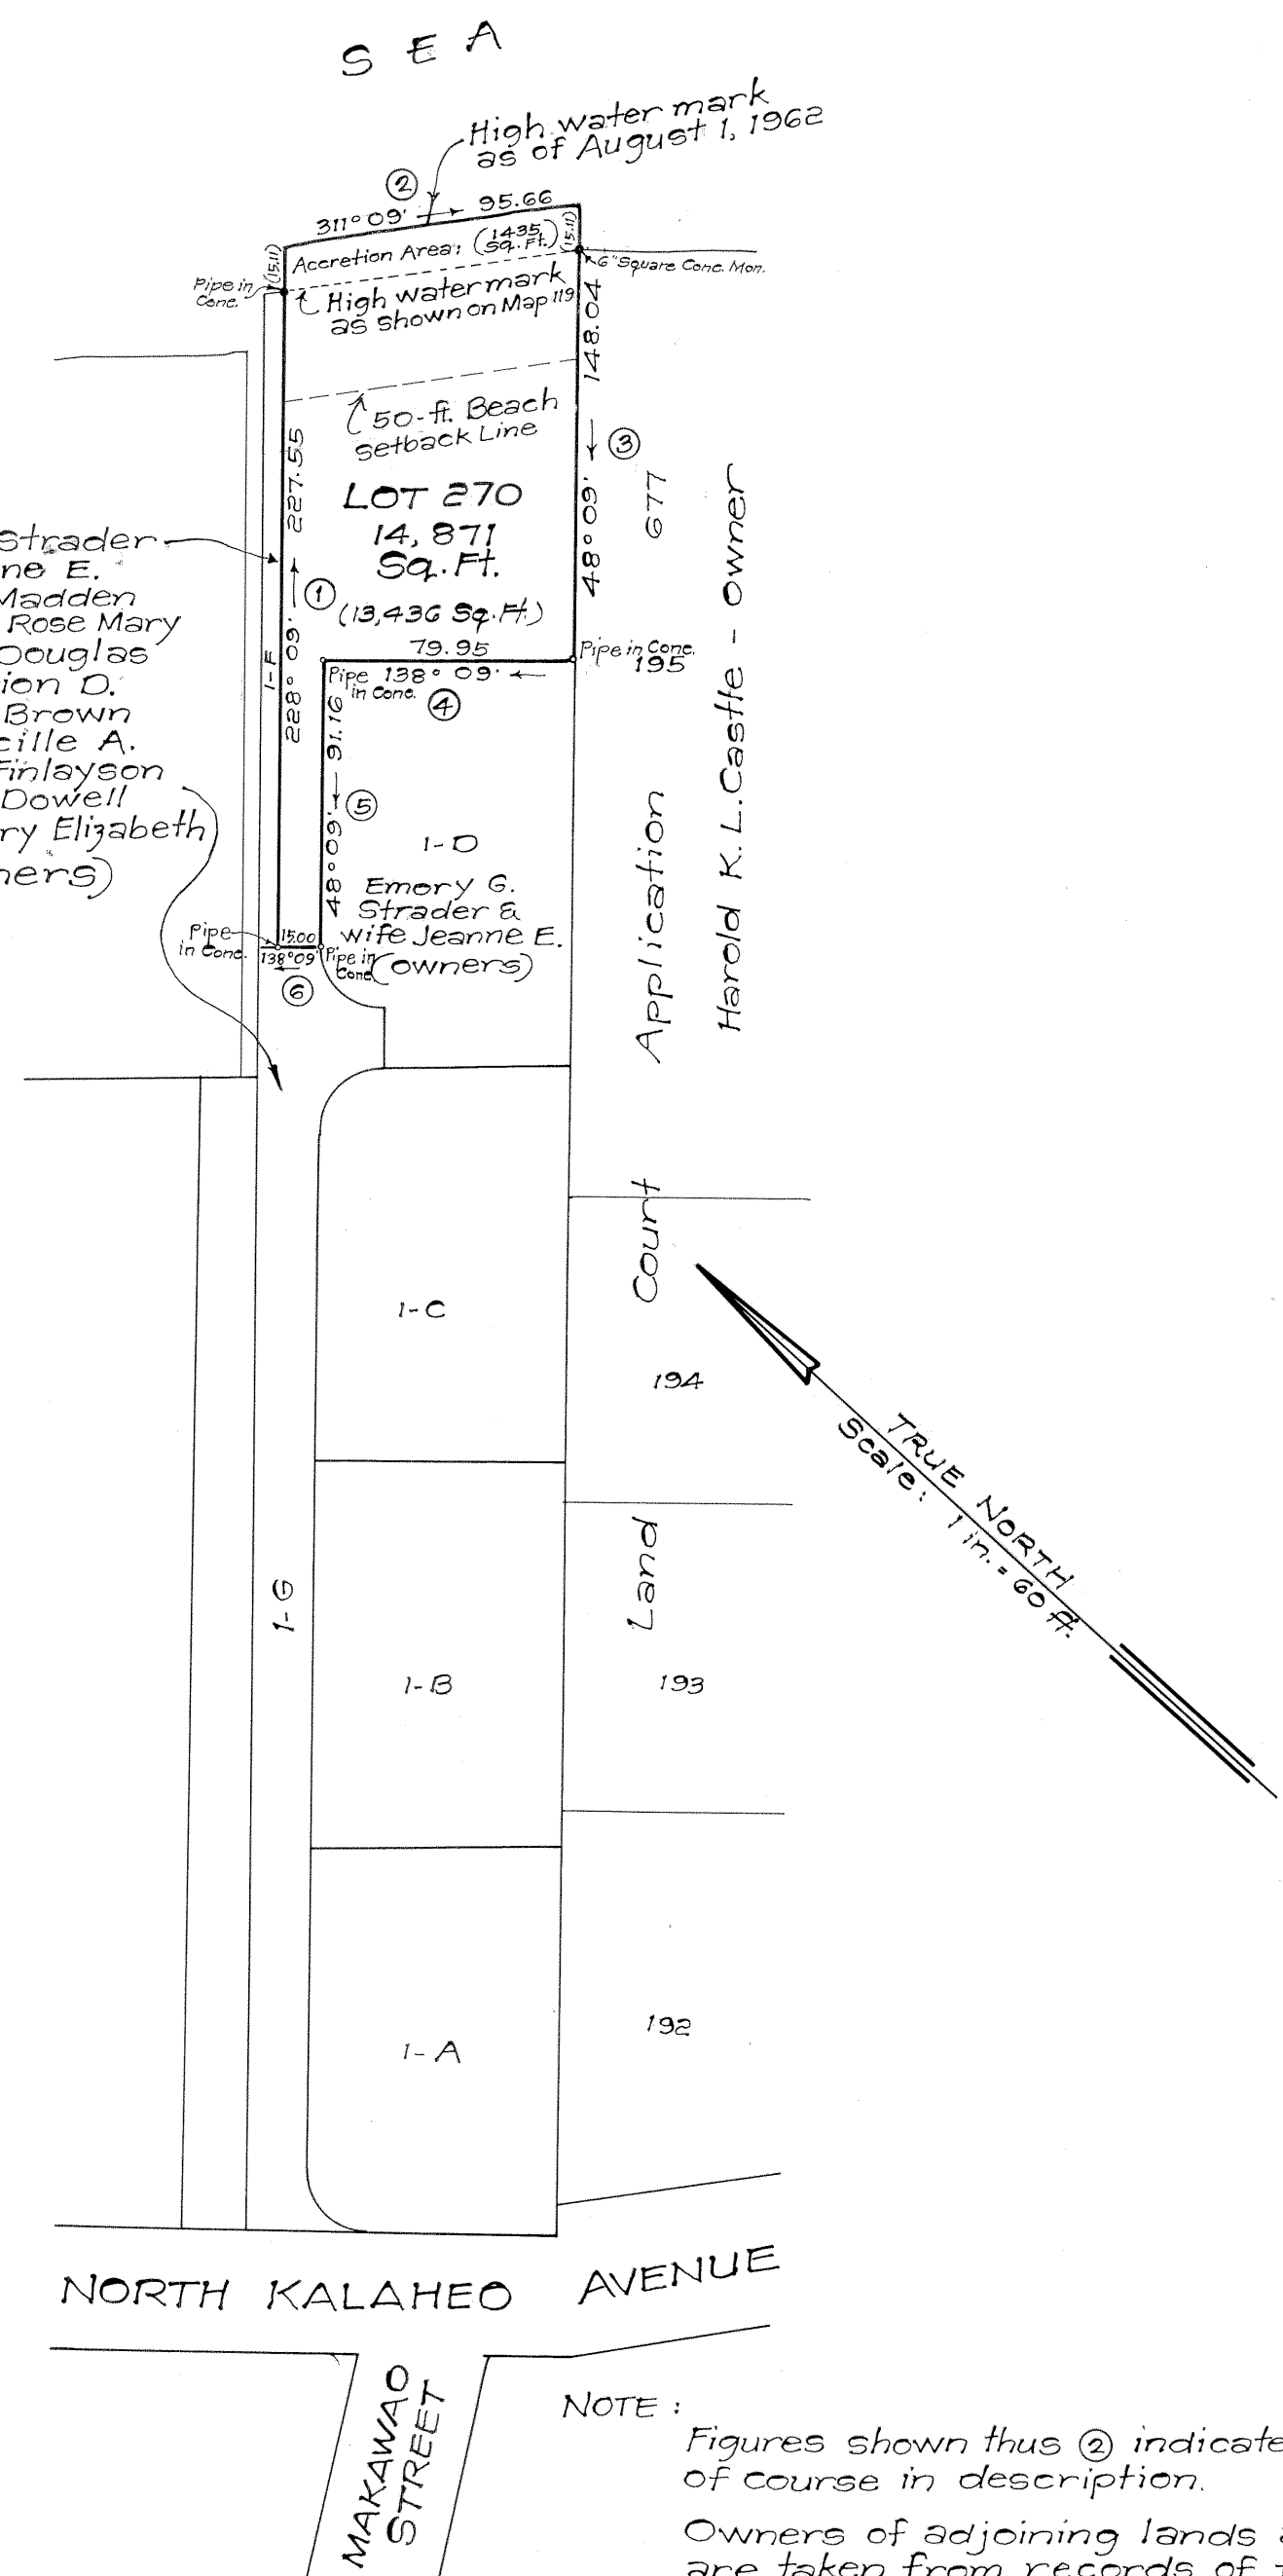 SEA
High water mark
as of August 1, 1962
②
311° 09' 95.66
(15.11)
Accretion Area: (1435 Sq. Ft.)
(15.11)
6" Square Conc. Mon.
Pipe in
Conc.
High water mark
as shown on Map 119
148.04
50-ft. Beach
Setback Line
③
227.55
LOT 270
14,871
Sq. Ft.
(13,436 Sq. Ft.)
48° 09'
677
Harold K. L. Castle - Owner
Strader
ne E.
Madden
Rose Mary
Douglas
ion D.
Brown
cille A.
Finlayson
Dowell
ry Elizabeth
ners)
①
228° 09'
1-F
79.95
Pipe in Conc.
195
Pipe
in Conc.
138° 09'
④
91.16
⑤
48° 09'
1-D
Emory G.
Strader &
wife Jeanne E.
(owners)
Application
Pipe
in Conc.
15.00
138°09'
Pipe in
Conc.
⑥
Court
1-C
194
TRUE NORTH
Scale: 1 in. = 60 ft.
Land
1-G
1-B
193
192
1-A
NORTH KALAHEO AVENUE
MAKAWAO
STREET
NOTE:
Figures shown thus ② indicate
of course in description.
Owners of adjoining lands
are taken from records of